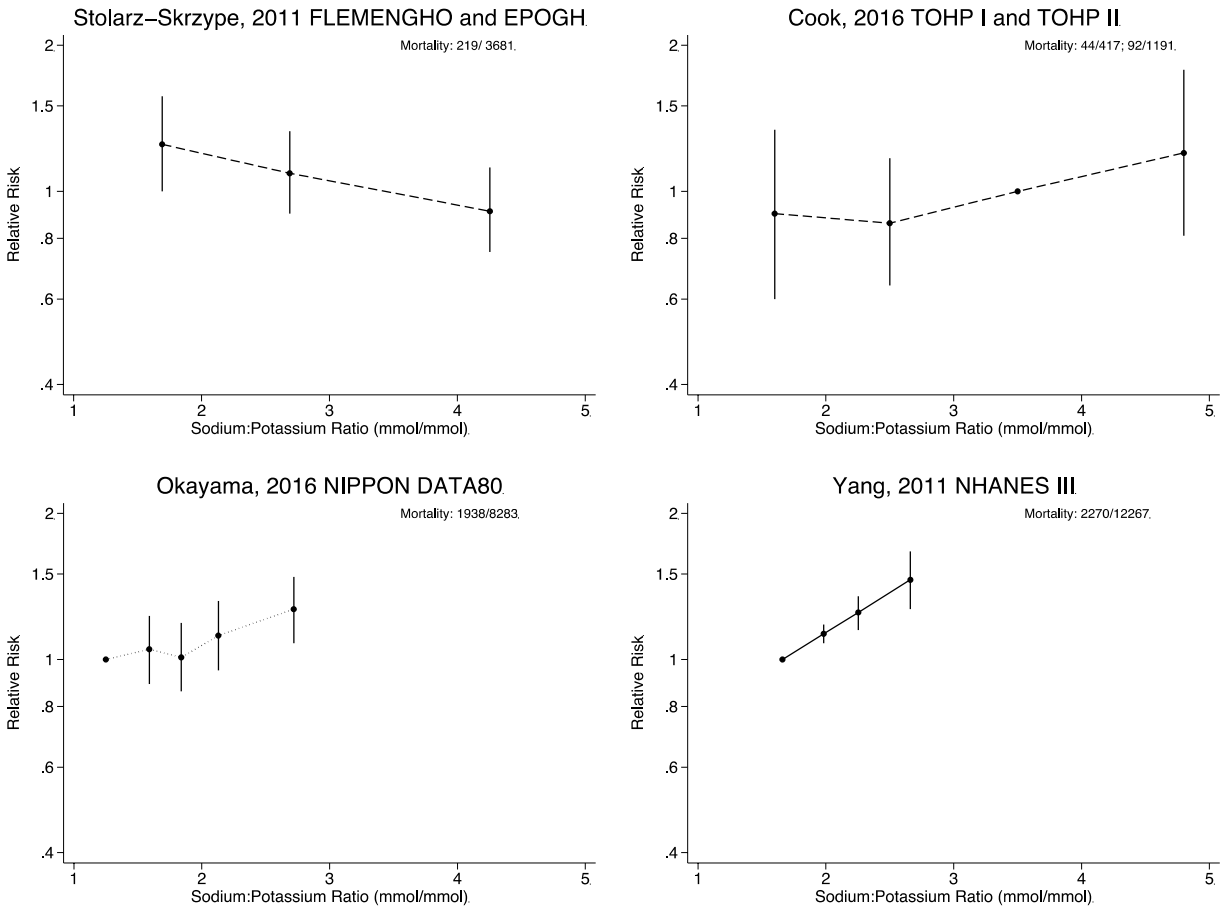 Stolarz−Skrzype, 2011 FLEMENGHO and EPOGH
Mortality: 219/ 3681
2
1.5
1
.8
.6
.4
Relative Risk
1 2 3 4 5
Sodium:Potassium Ratio (mmol/mmol)
Cook, 2016 TOHP I and TOHP II
Mortality: 44/417; 92/1191
2
1.5
1
.8
.6
.4
Relative Risk
1 2 3 4 5
Sodium:Potassium Ratio (mmol/mmol)
Okayama, 2016 NIPPON DATA80
Mortality: 1938/8283
2
1.5
1
.8
.6
.4
Relative Risk
1 2 3 4 5
Sodium:Potassium Ratio (mmol/mmol)
Yang, 2011 NHANES III
Mortality: 2270/12267
2
1.5
1
.8
.6
.4
Relative Risk
1 2 3 4 5
Sodium:Potassium Ratio (mmol/mmol)